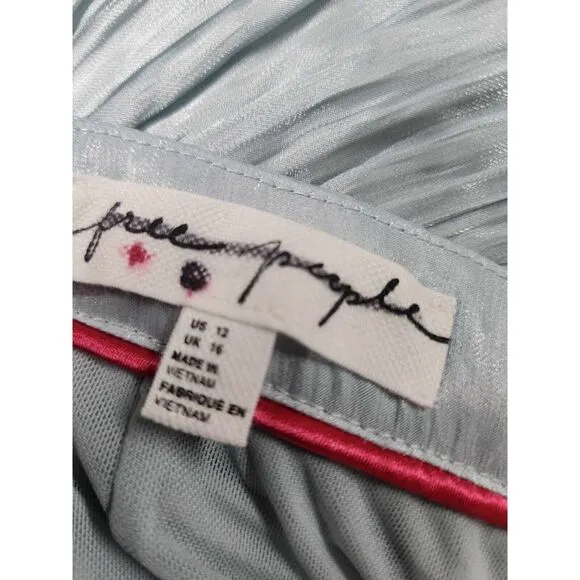 free people
US 12
UK 16
MADE IN
VIETNAM
FABRIQUE EN
VIETNAM